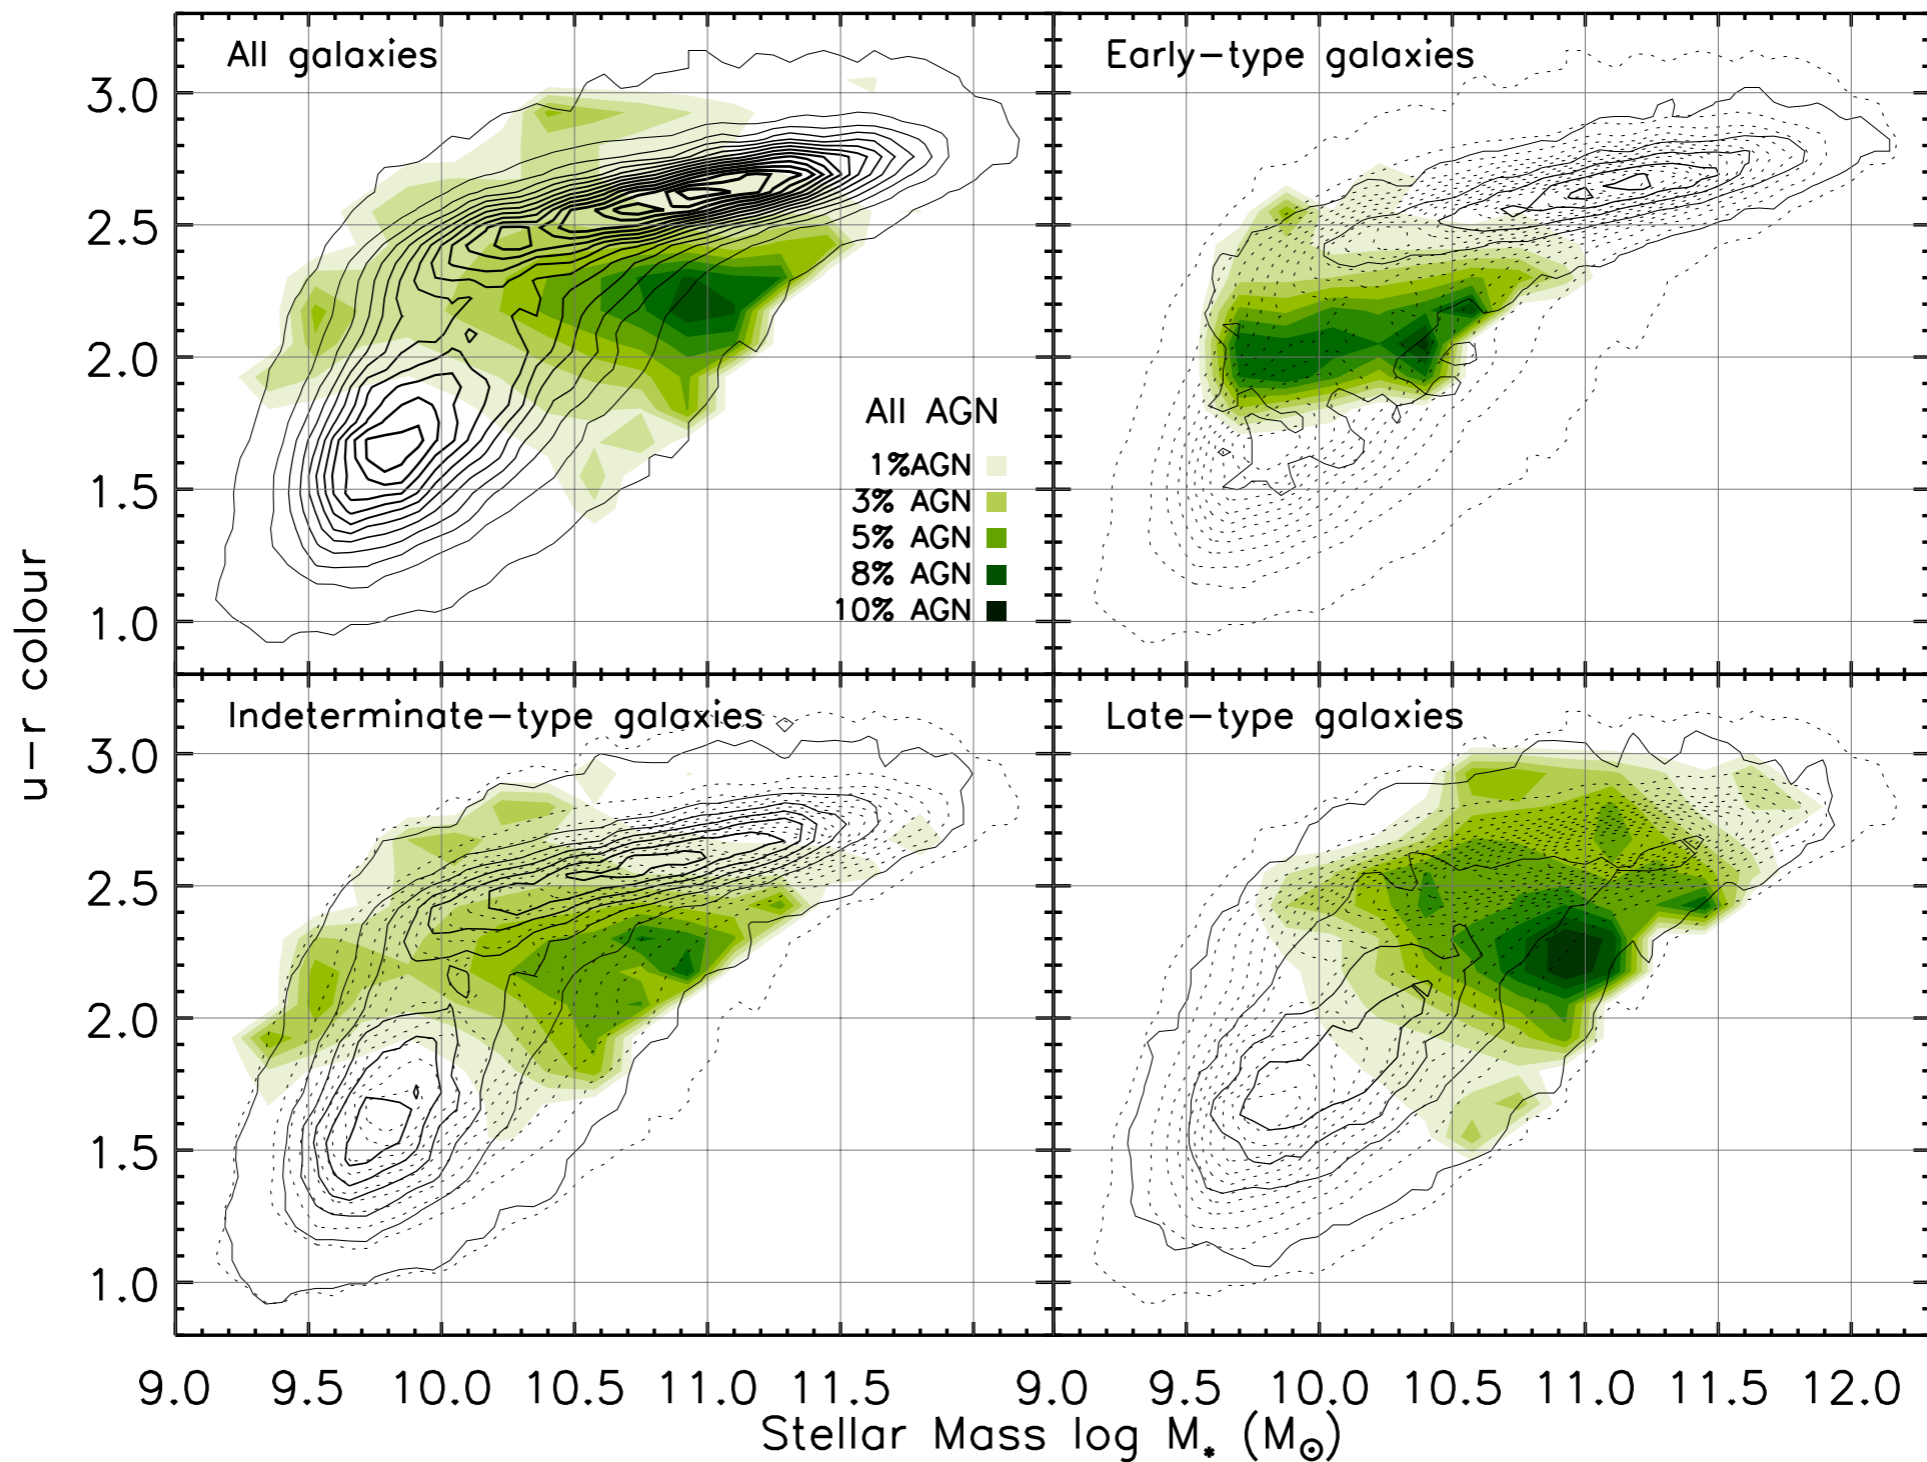 All galaxies
Early-type galaxies
3.0
2.5
2.0
1.5
1.0
All AGN
1%AGN
3% AGN
5% AGN
8% AGN
10% AGN
u-r colour
Indeterminate-type galaxies
Late-type galaxies
3.0
2.5
2.0
1.5
1.0
9.0 9.5 10.0 10.5 11.0 11.5 9.0 9.5 10.0 10.5 11.0 11.5 12.0
Stellar Mass log M* (M☉)